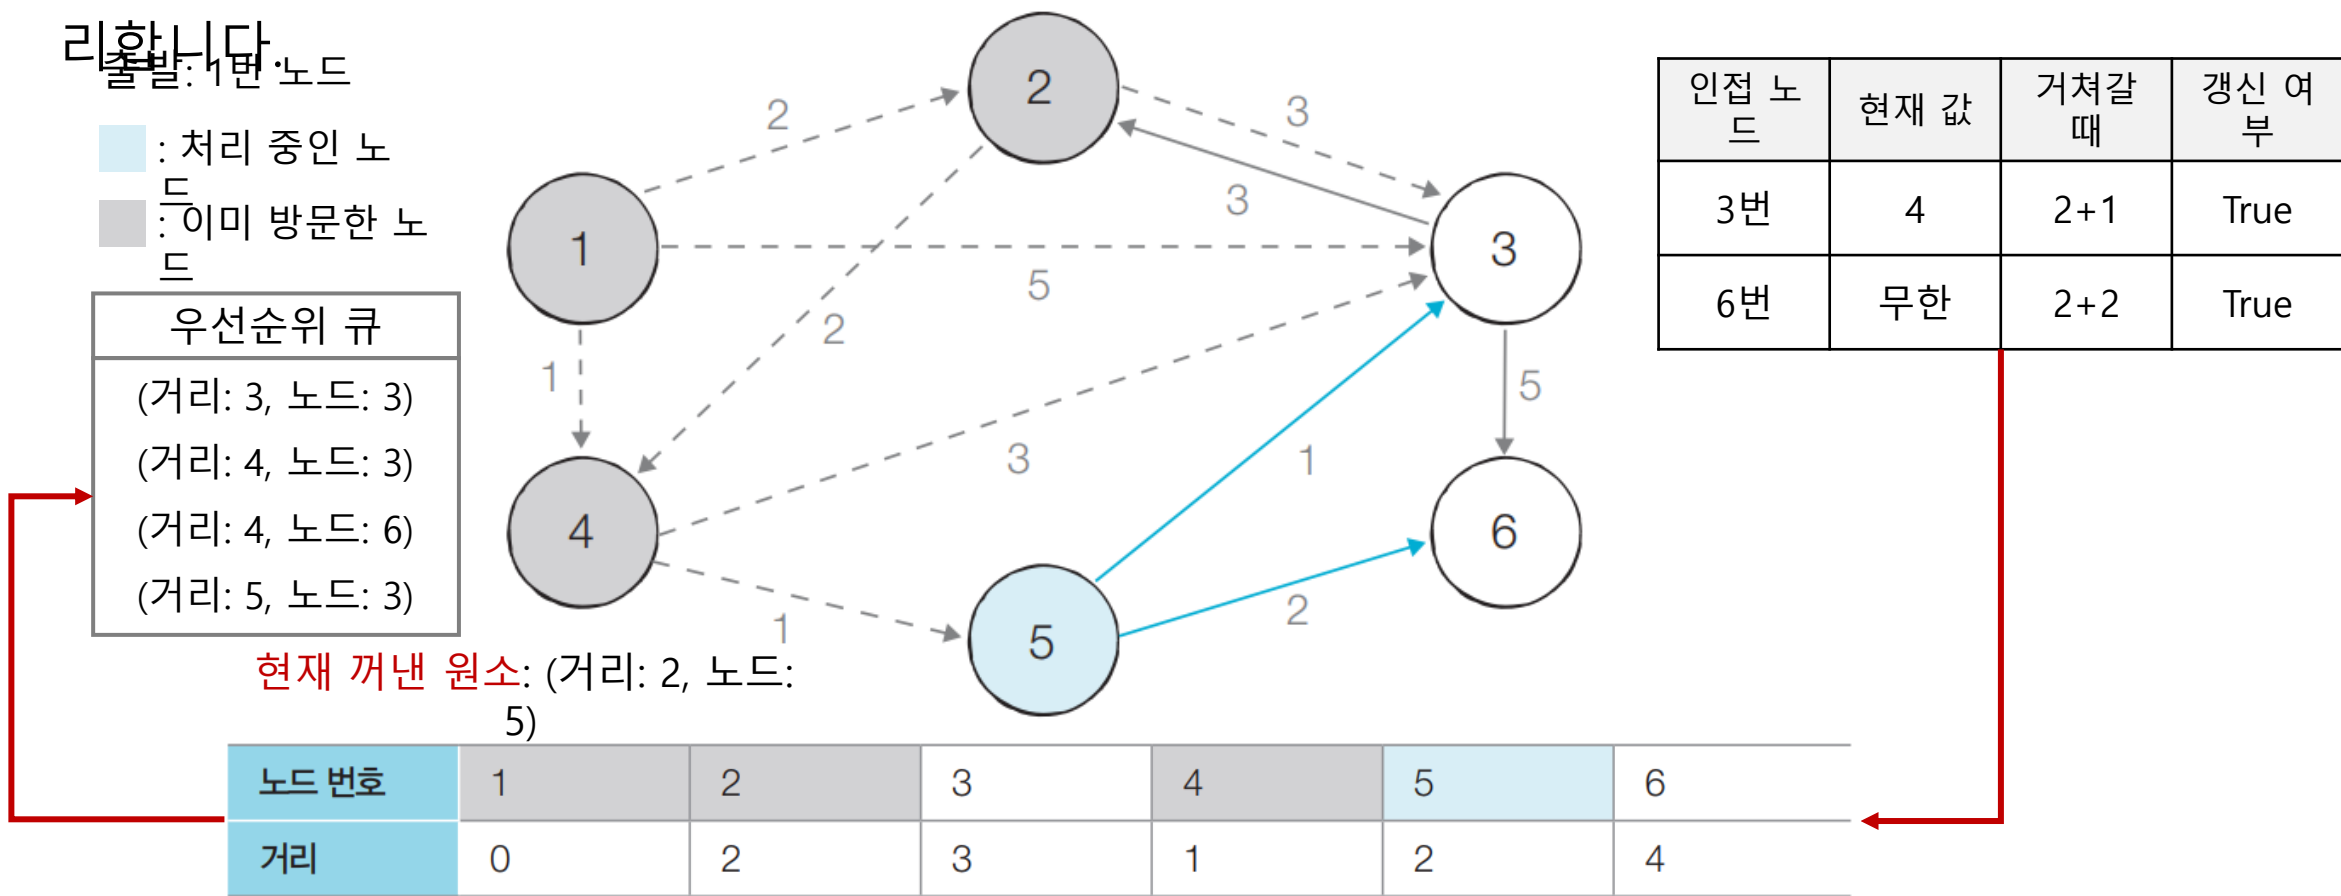 리합니다.
출발: 1번 노드
: 처리 중인 노
드
: 이미 방문한 노
드
우선순위 큐
(거리: 3, 노드: 3)
(거리: 4, 노드: 3)
(거리: 4, 노드: 6)
(거리: 5, 노드: 3)
현재 꺼낸 원소: (거리: 2, 노드:
5)
2
2
3
3
1
5
3
2
1
3
1
5
4
6
1
2
5
인접 노
드
현재 값
거쳐갈
때
갱신 여
부
3번 4 2+1 True
6번 무한 2+2 True
노드 번호 1 2 3 4 5 6
거리 0 2 3 1 2 4